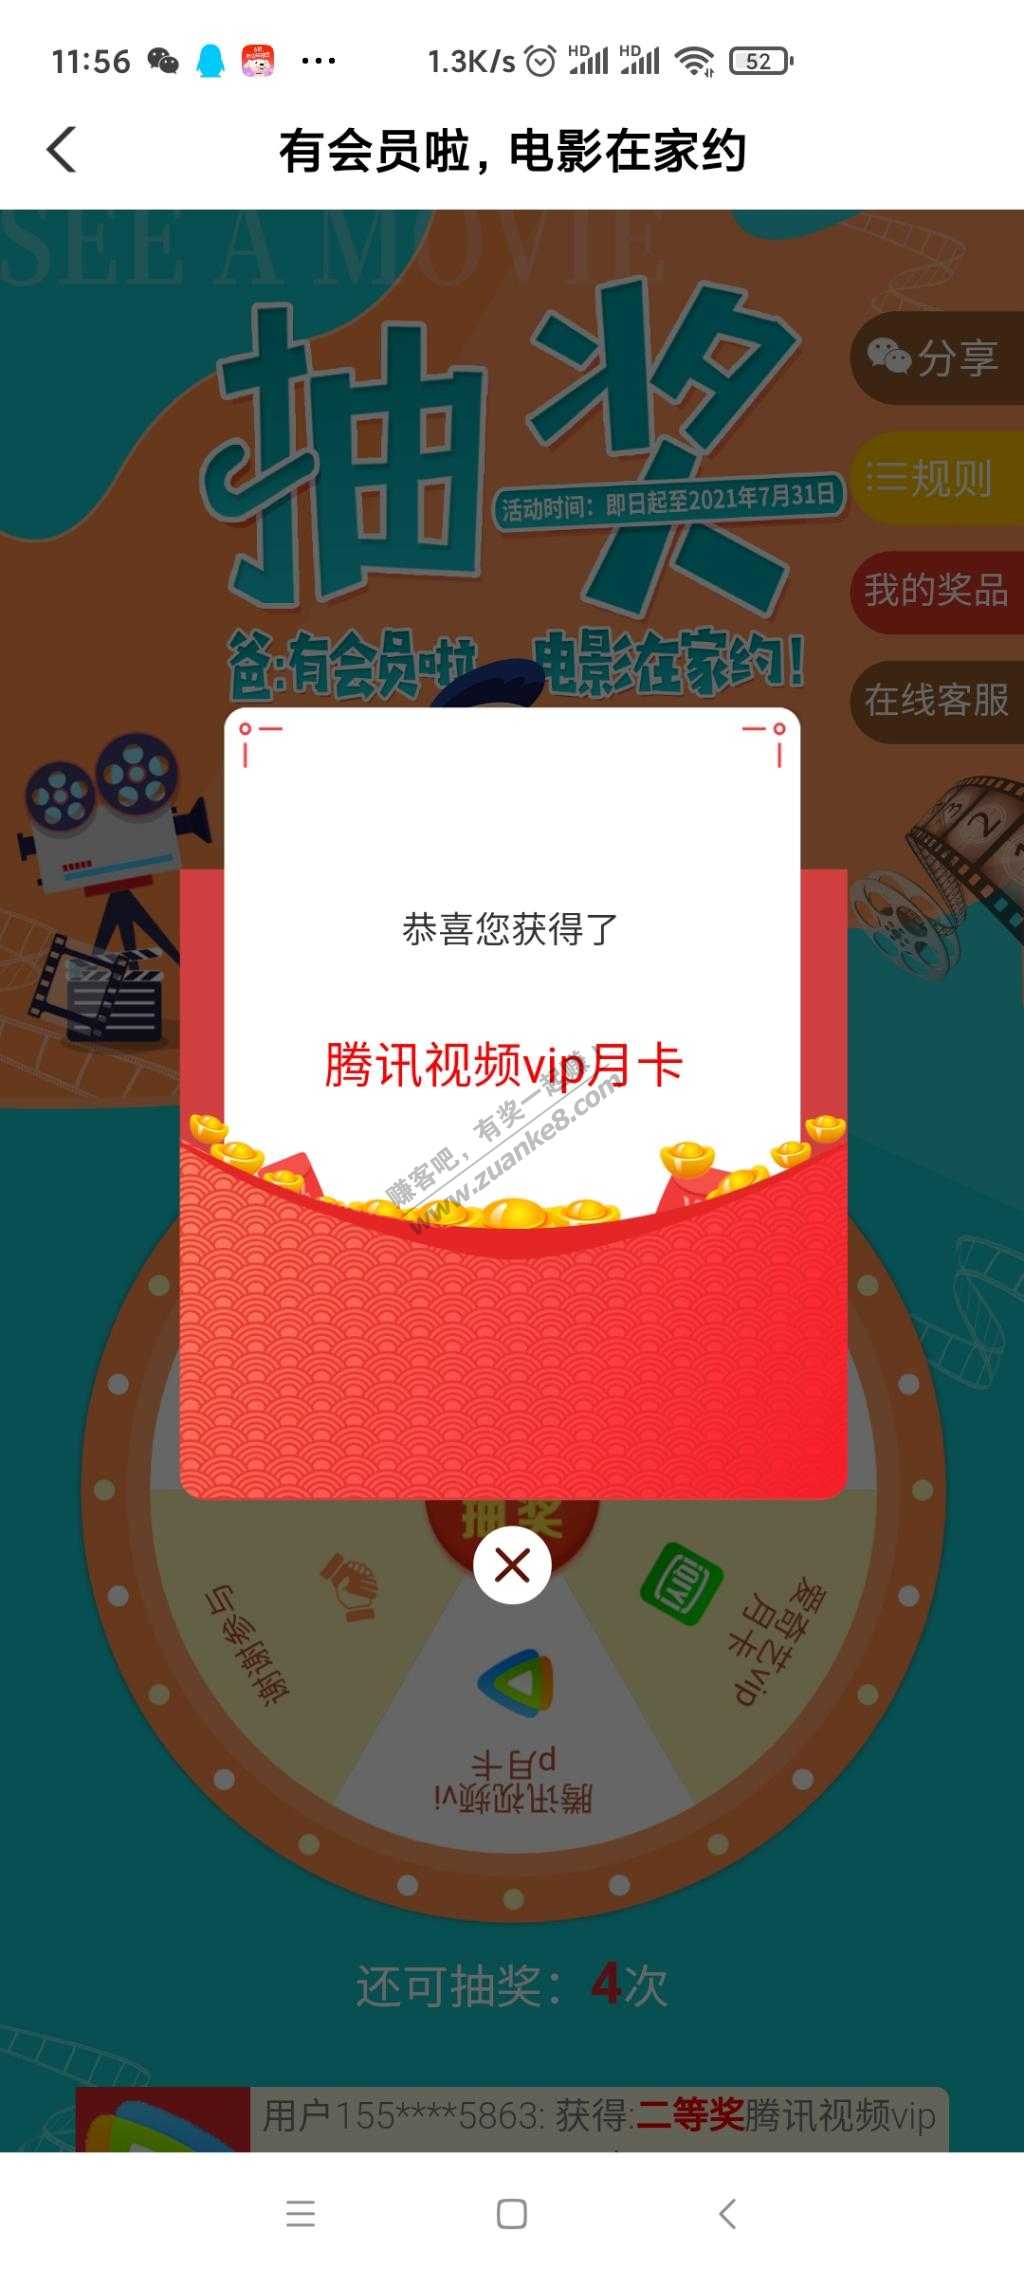 11:56
1.3K/s
HD
HD
52
有会员啦，电影在家约
SEE A MOVIE
抽奖
活动时间：即日起至2021年7月31日
爸:有会员啦 电影在家约!
分享
规则
我的奖品
在线客服
恭喜您获得了
腾讯视频vip月卡
赚客吧，有奖一起赚！
www.zuanke8.com
抽奖
谢谢参与
腾讯视频vi
p月卡
爱奇艺vip
月卡
iQIYI
还可抽奖：4次
用户155****5863: 获得:二等奖腾讯视频vip